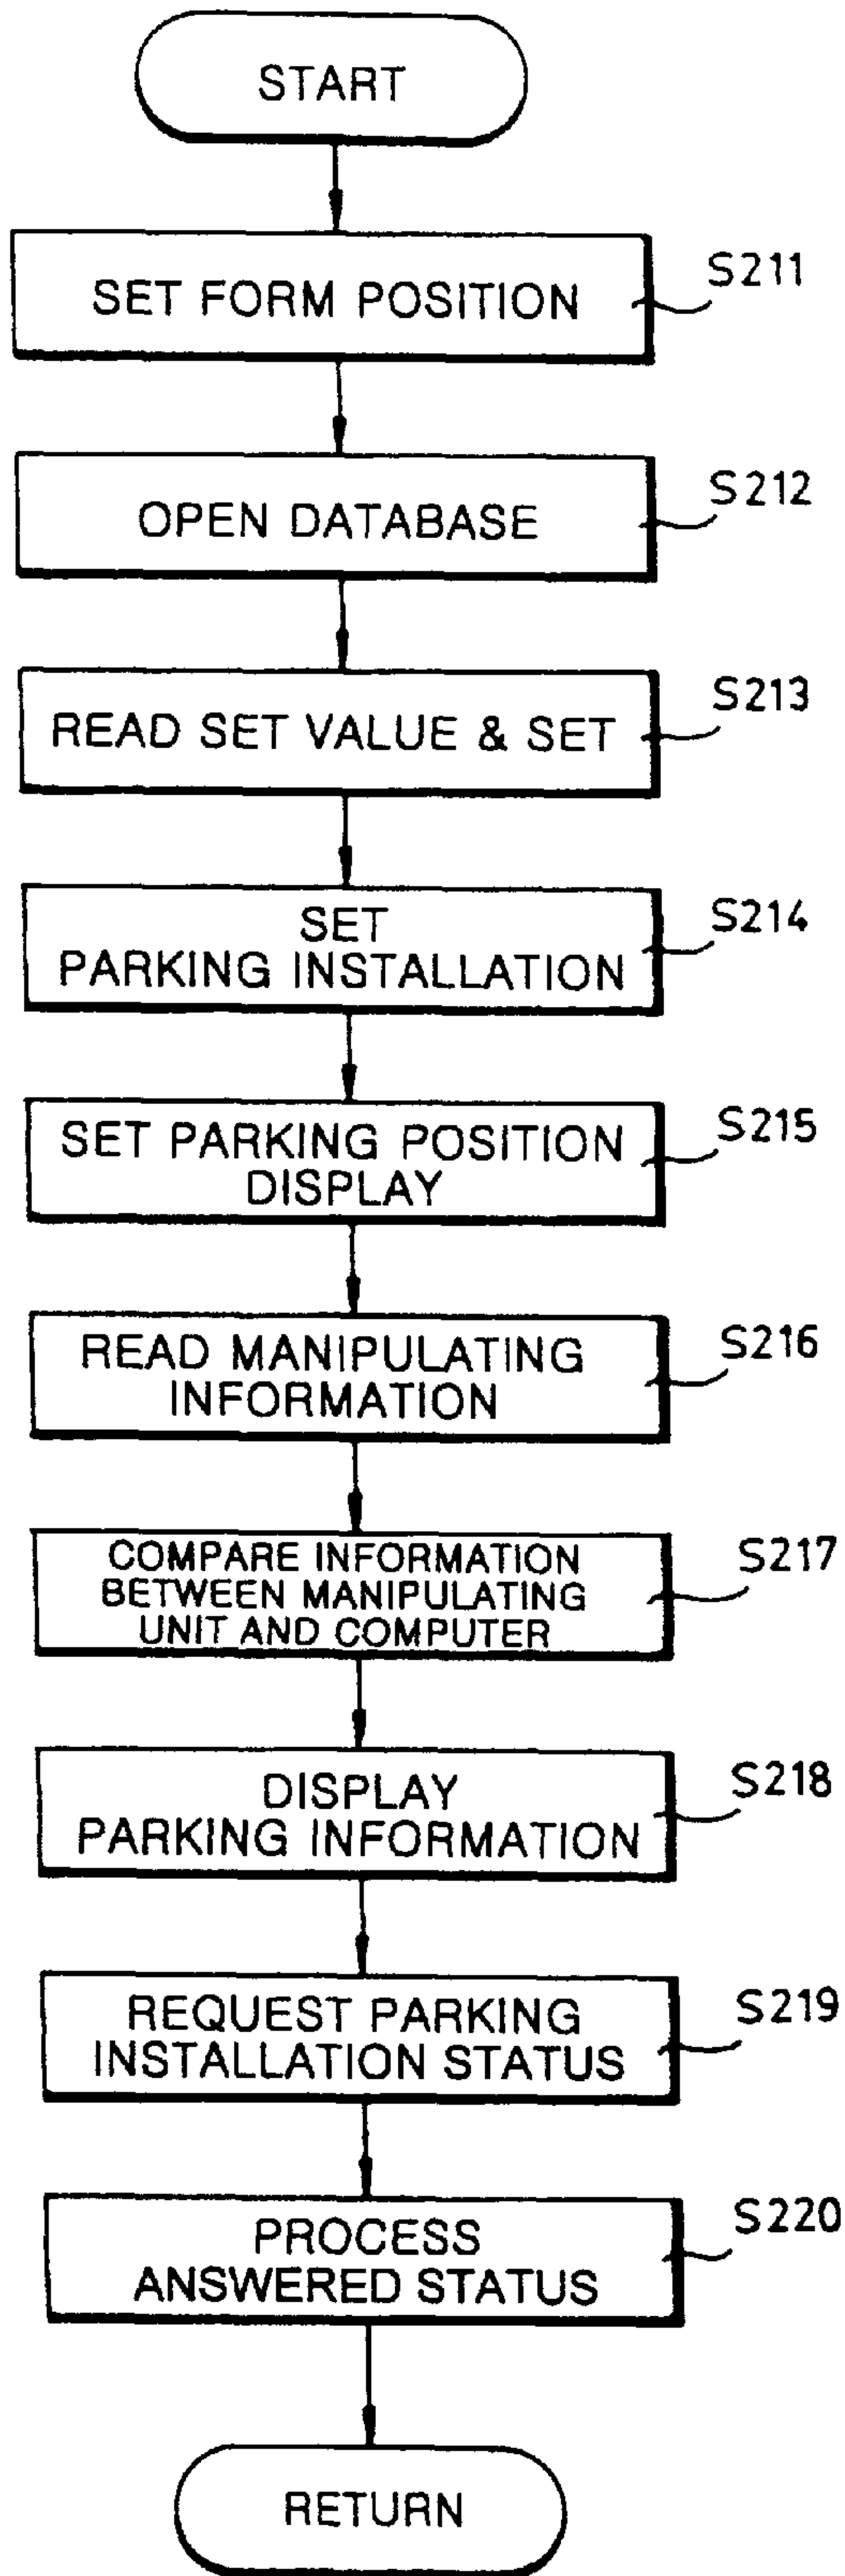 START
SET FORM POSITION
S211
OPEN DATABASE
S212
READ SET VALUE & SET
S213
SET
PARKING INSTALLATION
S214
SET PARKING POSITION
DISPLAY
S215
READ MANIPULATING
INFORMATION
S216
COMPARE INFORMATION
BETWEEN MANIPULATING
UNIT AND COMPUTER
S217
DISPLAY
PARKING INFORMATION
S218
REQUEST PARKING
INSTALLATION STATUS
S219
PROCESS
ANSWERED STATUS
S220
RETURN